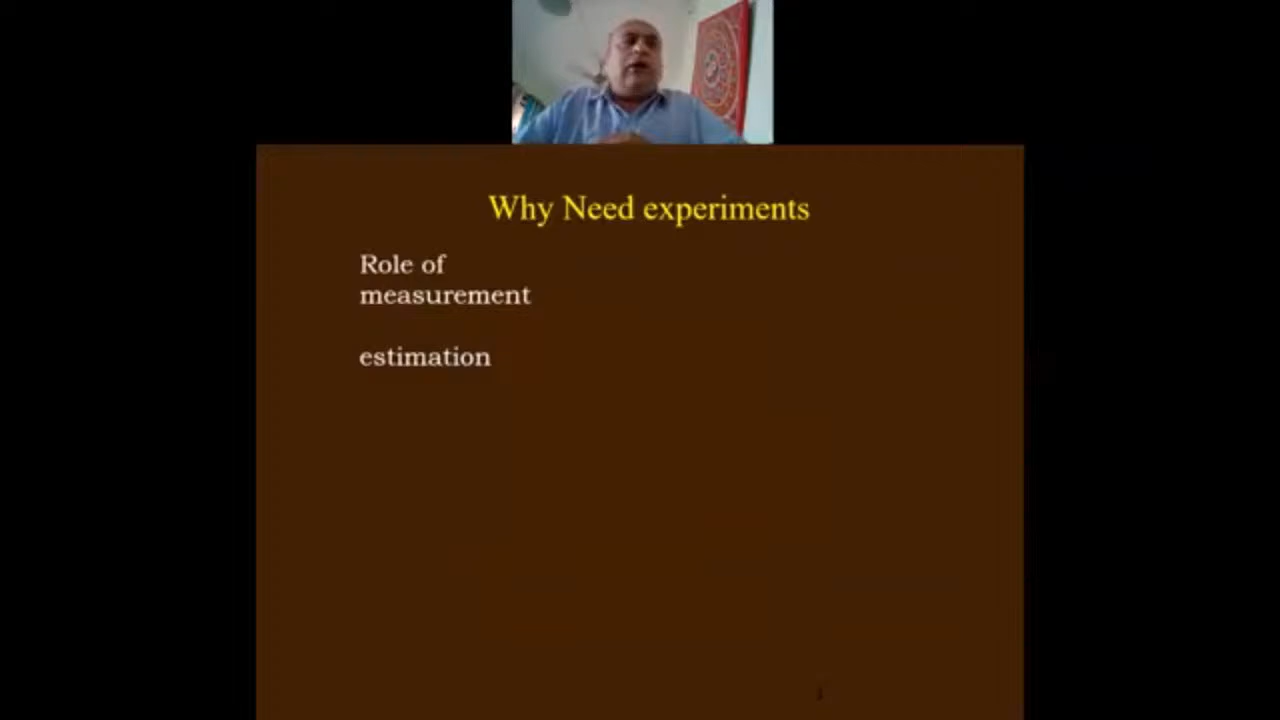 Why Need experiments
Role of
measurement
estimation